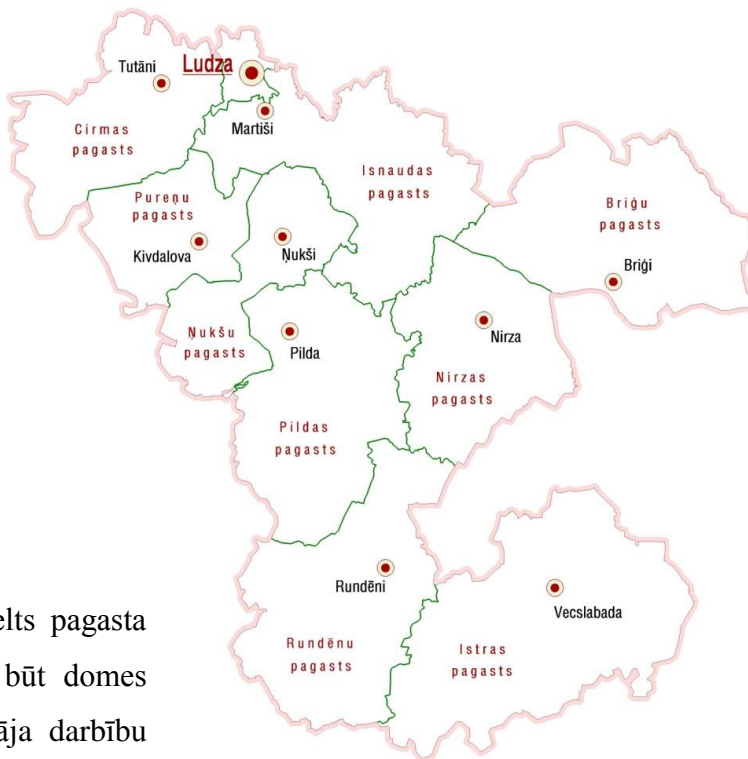 Tutāni
Ludza
Cirmas
pagasts
Martiši
Isnaudas
pagasts
Pureņu
pagasts
Kivdalova
Ņukši
Briģu
pagasts
Briģi
Ņukšu
pagasts
Pilda
Nirza
Nirzas
pagasts
Pildas
pagasts
Rundēni
Vecslabada
Rundēnu
pagasts
Istras
pagasts
elts pagasta
būt domes
āja darbību